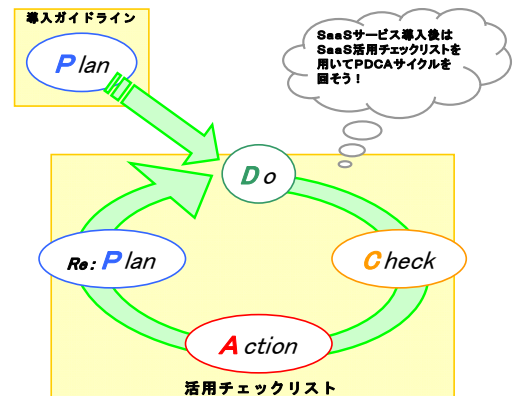 導入ガイドライン
Plan
SaaSサービス導入後は
SaaS活用チェックリストを
用いてPDCAサイクルを
回そう！
Do
Re：Plan
Check
Action
活用チェックリスト